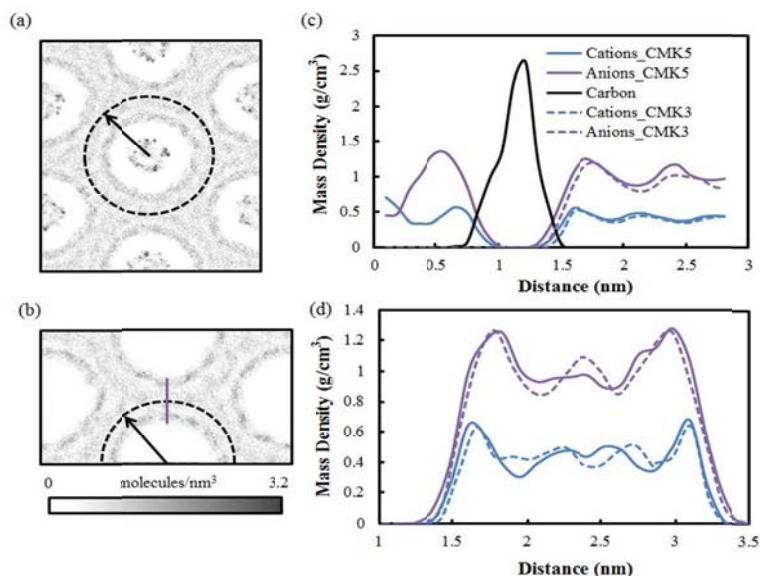 (a)
(b)
0 molecules/nm³ 3.2
(c)
Mass Density (g/cm³)
3
2.5
2
1.5
1
0.5
0
Cations_CMK5
Anions_CMK5
Carbon
Cations_CMK3
Anions_CMK3
0 0.5 1 1.5 2 2.5 3
Distance (nm)
(d)
Mass Density (g/cm³)
1.4
1.2
1
0.8
0.6
0.4
0.2
0
1 1.5 2 2.5 3 3.5
Distance (nm)